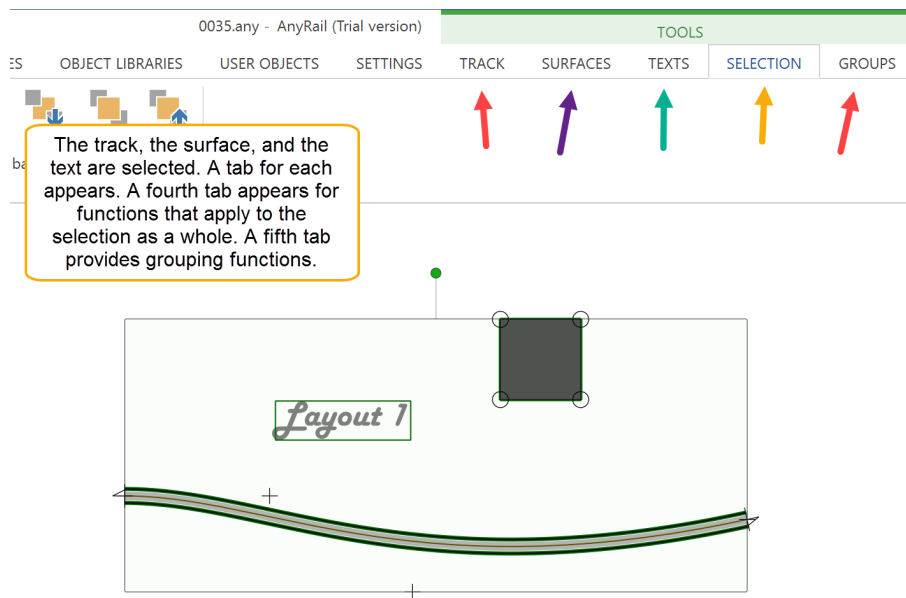 0035.any - AnyRail (Trial version)
TOOLS
ES OBJECT LIBRARIES USER OBJECTS SETTINGS TRACK SURFACES TEXTS SELECTION GROUPS
ba
The track, the surface, and the
text are selected. A tab for each
appears. A fourth tab appears for
functions that apply to the
selection as a whole. A fifth tab
provides grouping functions.
Layout 1